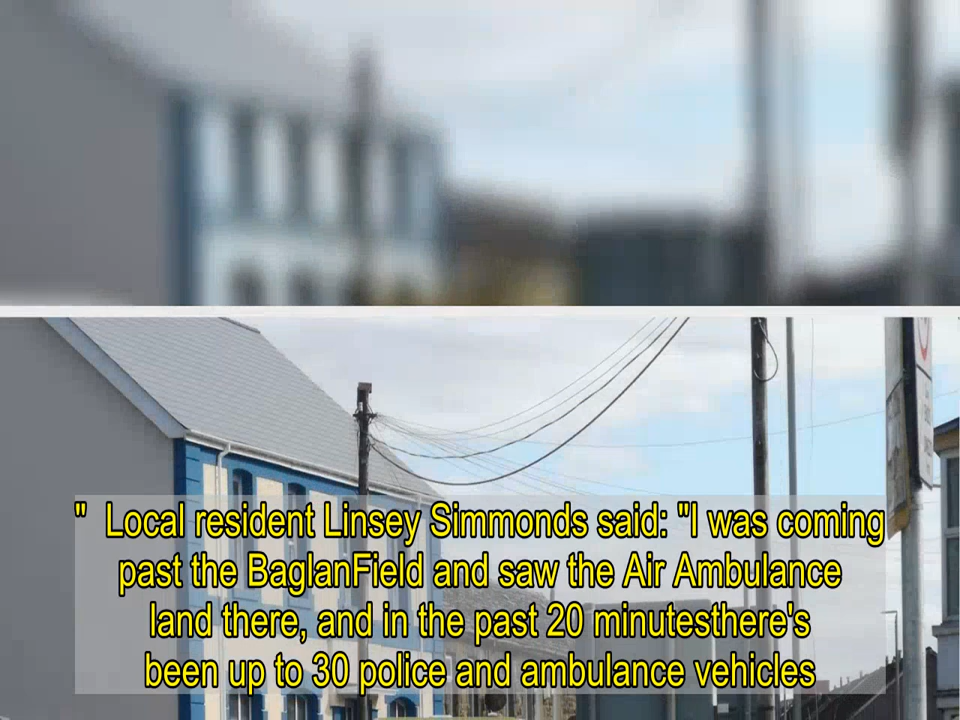 "  Local resident Linsey Simmonds said: "I was coming
past the BaglanField and saw the Air Ambulance
land there, and in the past 20 minutesthere's
been up to 30 police and ambulance vehicles